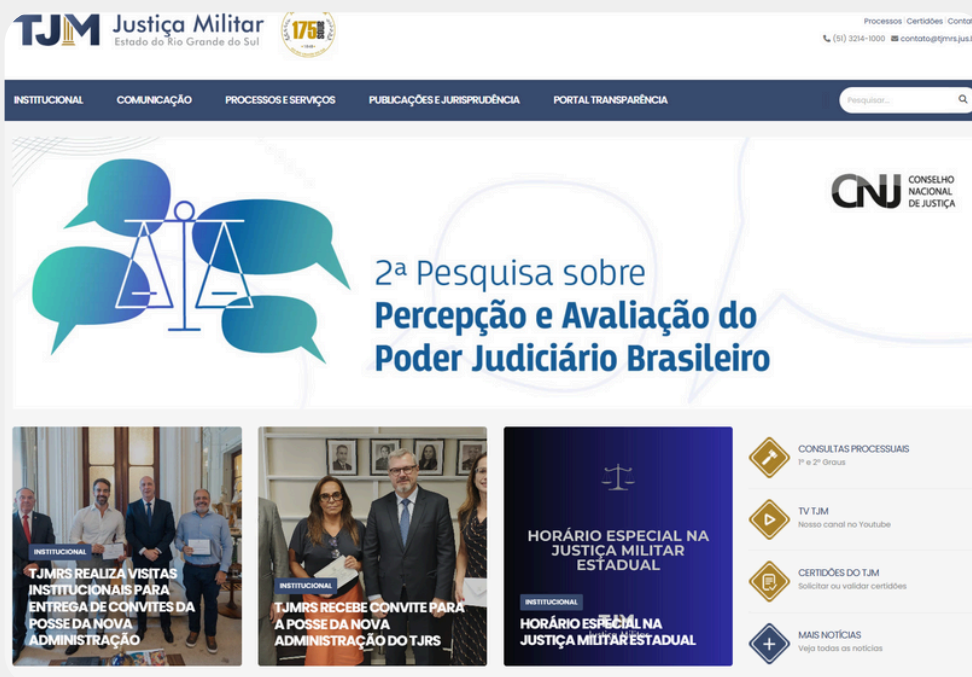 TJM Justiça Militar
Estado do Rio Grande do Sul
175
Processos Certidões Contat
(51) 3214-1000 contato@tjmrs.jus.b
INSTITUCIONAL COMUNICAÇÃO PROCESSOS E SERVIÇOS PUBLICAÇÕES E JURISPRUDÊNCIA PORTAL TRANSPARÊNCIA
Pesquisar...
CNJ CONSELHO
NACIONAL
DE JUSTIÇA
2ª Pesquisa sobre
Percepção e Avaliação do
Poder Judiciário Brasileiro
INSTITUCIONAL
TJMRS REALIZA VISITAS
INSTITUCIONAIS PARA
ENTREGA DE CONVITES DA
POSSE DA NOVA
ADMINISTRAÇÃO
INSTITUCIONAL
TJMRS RECEBE CONVITE PARA
A POSSE DA NOVA
ADMINISTRAÇÃO DO TJRS
HORÁRIO ESPECIAL NA
JUSTIÇA MILITAR
ESTADUAL
INSTITUCIONAL
HORÁRIO ESPECIAL NA
JUSTIÇA MILITAR ESTADUAL
CONSULTAS PROCESSUAIS
1º e 2º Graus
TV TJM
Nosso canal no Youtube
CERTIDÕES DO TJM
Solicitar ou validar certidões
MAIS NOTÍCIAS
Veja todas as notícias